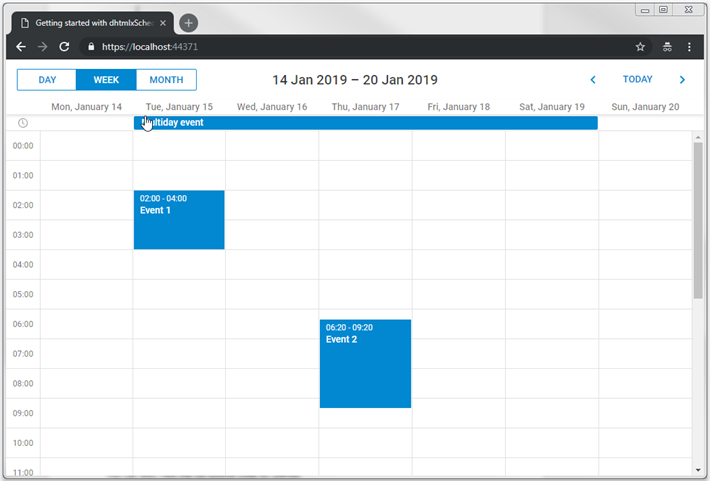 Getting started with dhtmlxSche
https://localhost:44371
DAY WEEK MONTH 14 Jan 2019 – 20 Jan 2019 TODAY
Mon, January 14 Tue, January 15 Wed, January 16 Thu, January 17 Fri, January 18 Sat, January 19 Sun, January 20
Multiday event
00:00
01:00
02:00 02:00 - 04:00
Event 1
03:00
04:00
05:00
06:00 06:20 - 09:20
Event 2
07:00
08:00
09:00
10:00
11:00